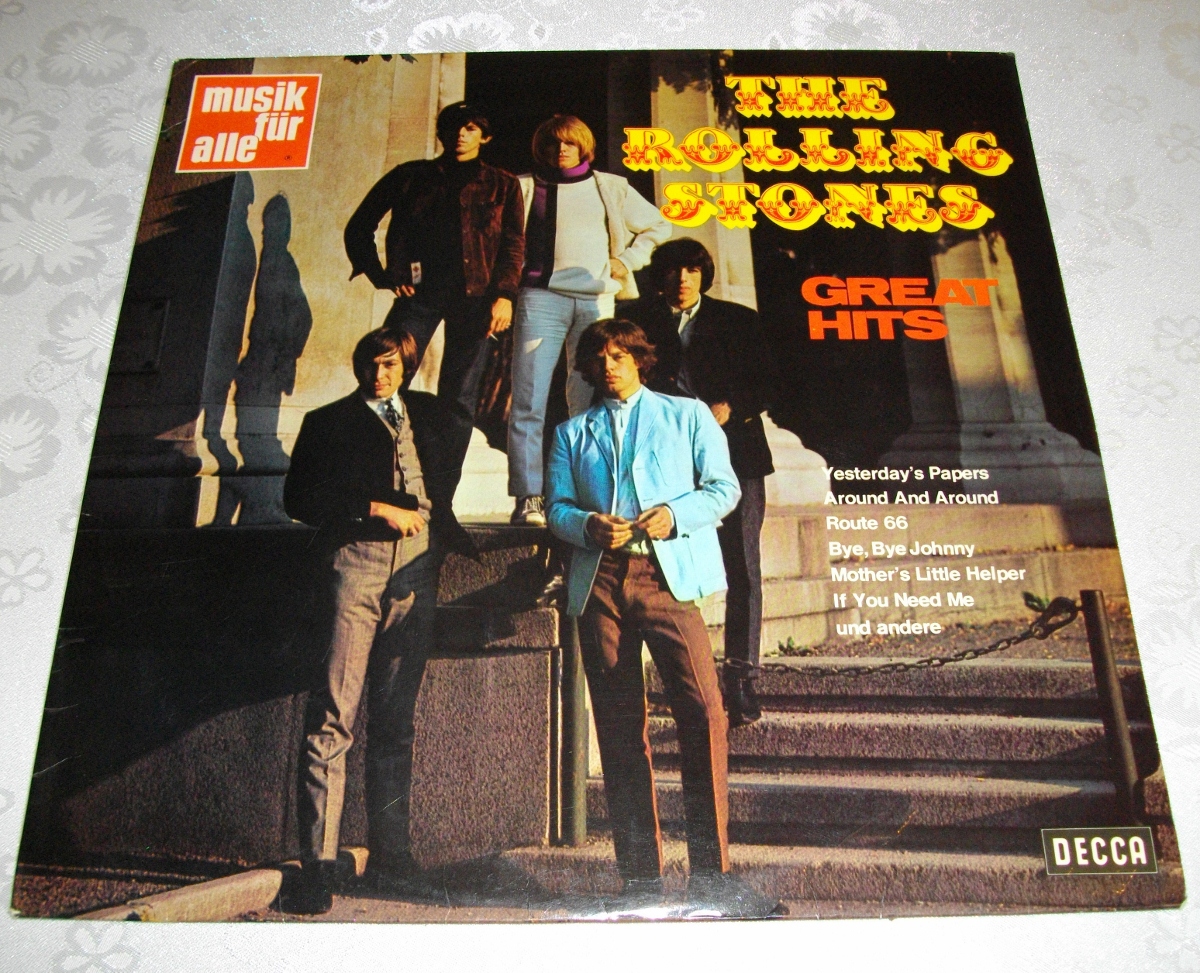 musik
für
alle
THE
ROLLING
STONES
GREAT
HITS
Yesterday's Papers
Around And Around
Route 66
Bye, Bye Johnny
Mother's Little Helper
If You Need Me
und andere
DECCA